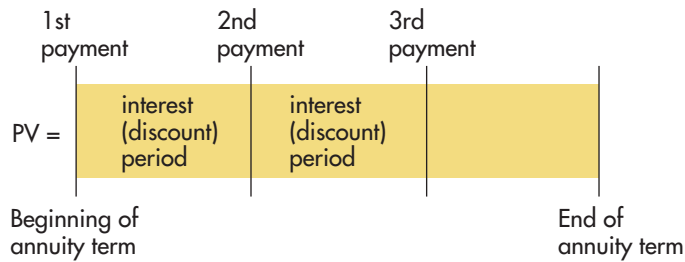 1st
payment
2nd
payment
3rd
payment
PV =
interest
(discount)
period
interest
(discount)
period
Beginning of
annuity term
End of
annuity term